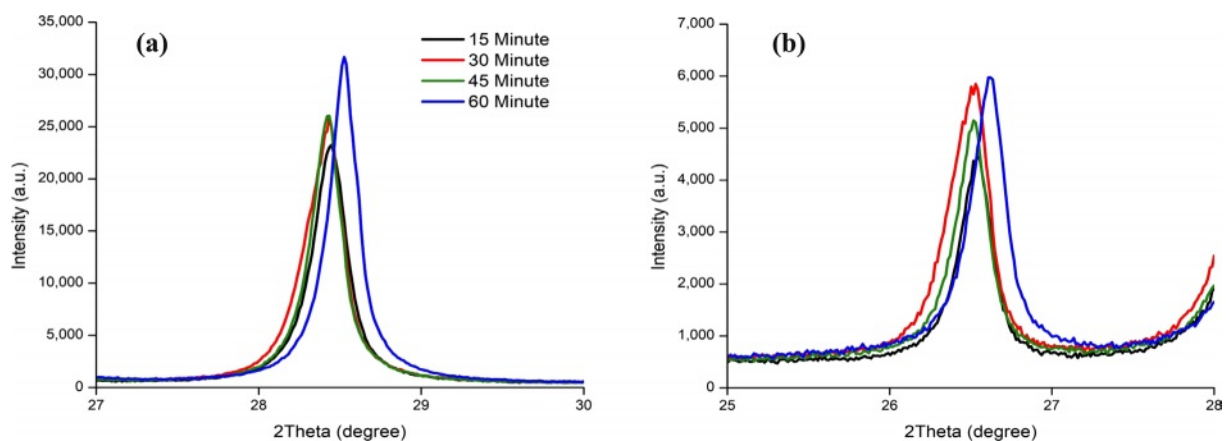 (a)
15 Minute
30 Minute
45 Minute
60 Minute
35,000
30,000
25,000
20,000
15,000
10,000
5,000
0
Intensity (a.u.)
27 28 29 30
2Theta (degree)
(b)
7,000
6,000
5,000
4,000
3,000
2,000
1,000
0
Intensity (a.u.)
25 26 27 28
2Theta (degree)